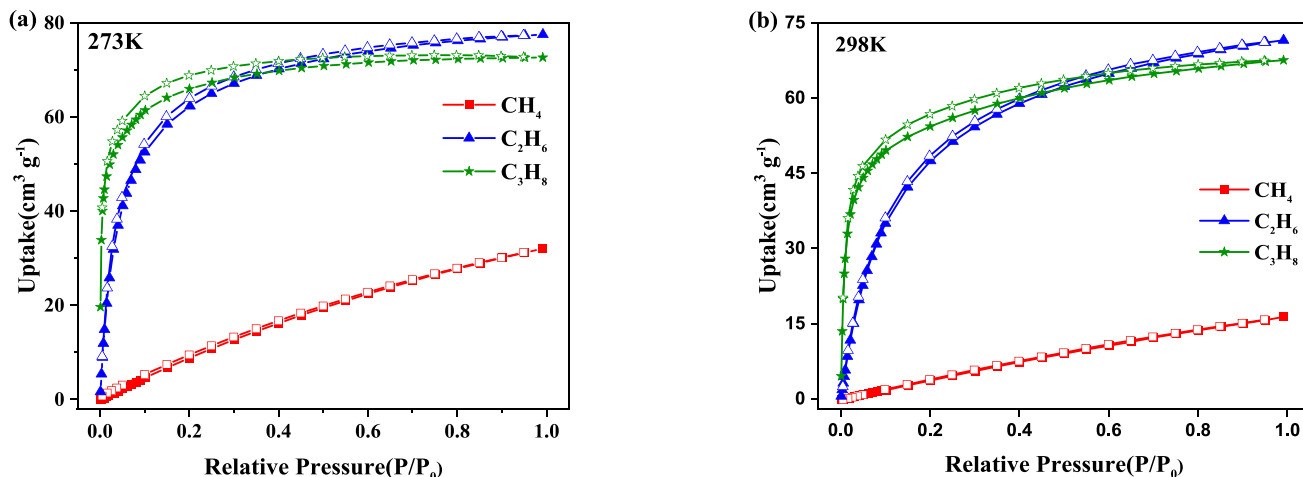 (a)
273K
80
60
40
20
0
Uptake(cm³ g⁻¹)
CH₄
C₂H₆
C₃H₈
0.0 0.2 0.4 0.6 0.8 1.0
Relative Pressure(P/P₀)
(b)
298K
75
60
45
30
15
0
Uptake(cm³ g⁻¹)
CH₄
C₂H₆
C₃H₈
0.0 0.2 0.4 0.6 0.8 1.0
Relative Pressure(P/P₀)